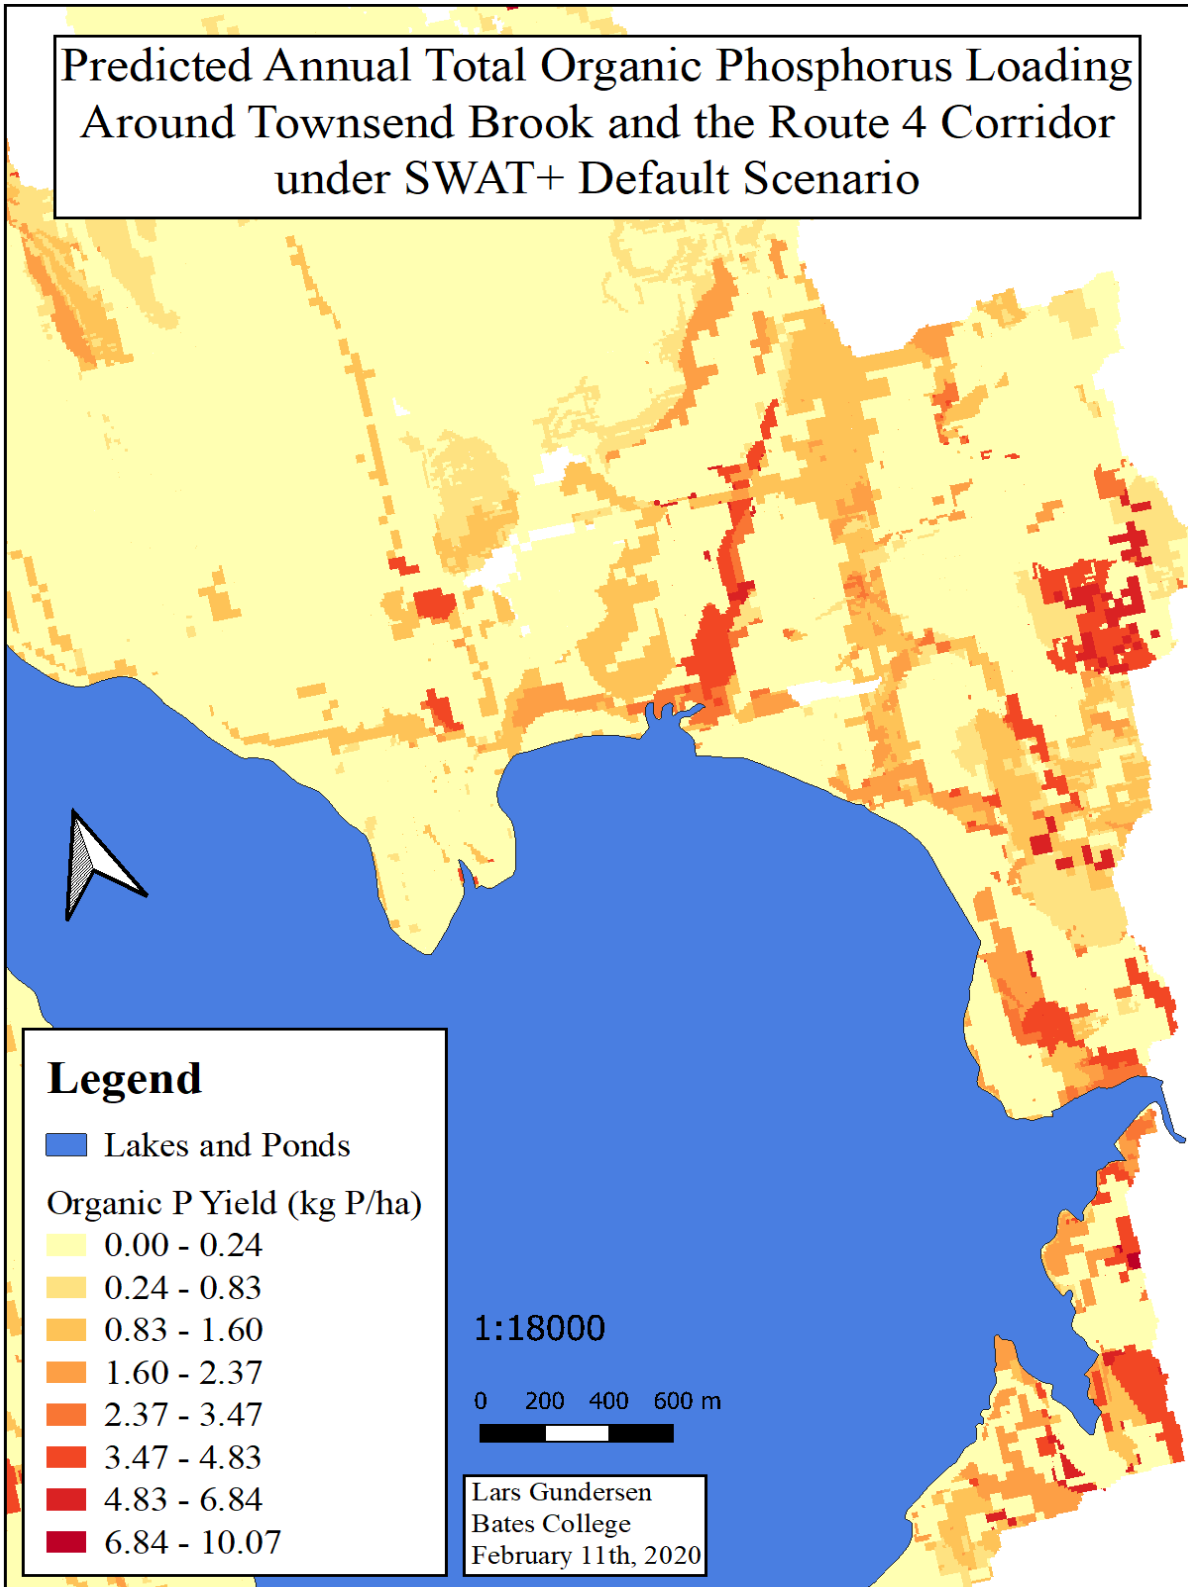 Predicted Annual Total Organic Phosphorus Loading
Around Townsend Brook and the Route 4 Corridor
under SWAT+ Default Scenario
Legend
Lakes and Ponds
Organic P Yield (kg P/ha)
0.00 - 0.24
0.24 - 0.83
0.83 - 1.60
1.60 - 2.37
2.37 - 3.47
3.47 - 4.83
4.83 - 6.84
6.84 - 10.07
1:18000
0 200 400 600 m
Lars Gundersen
Bates College
February 11th, 2020